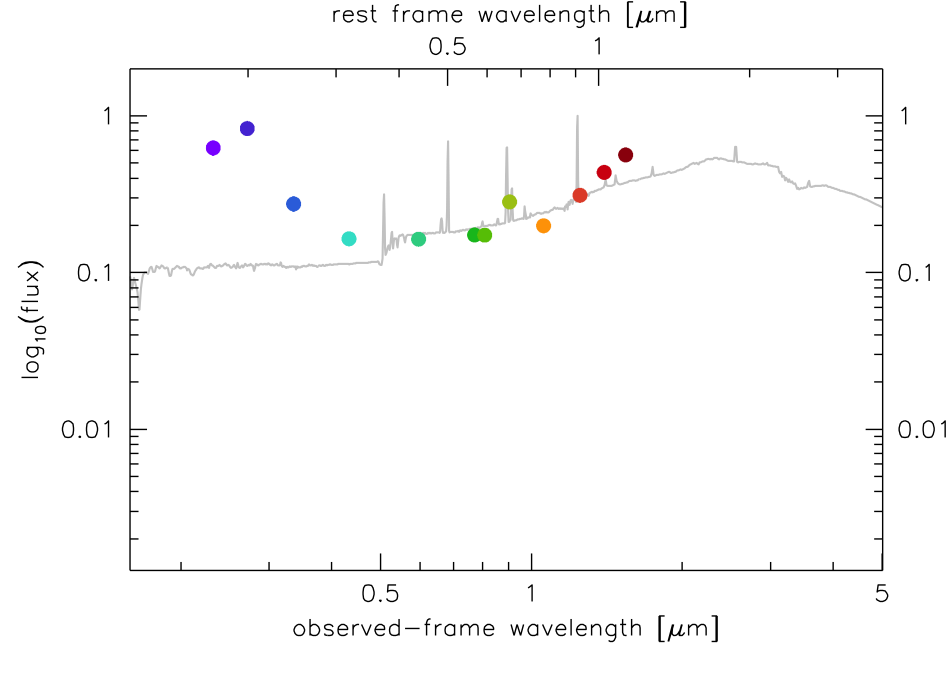 rest frame wavelength [μm]
0.5 1
1 1
0.1 0.1
log10(flux)
0.01 0.01
0.5 1 5
observed-frame wavelength [μm]